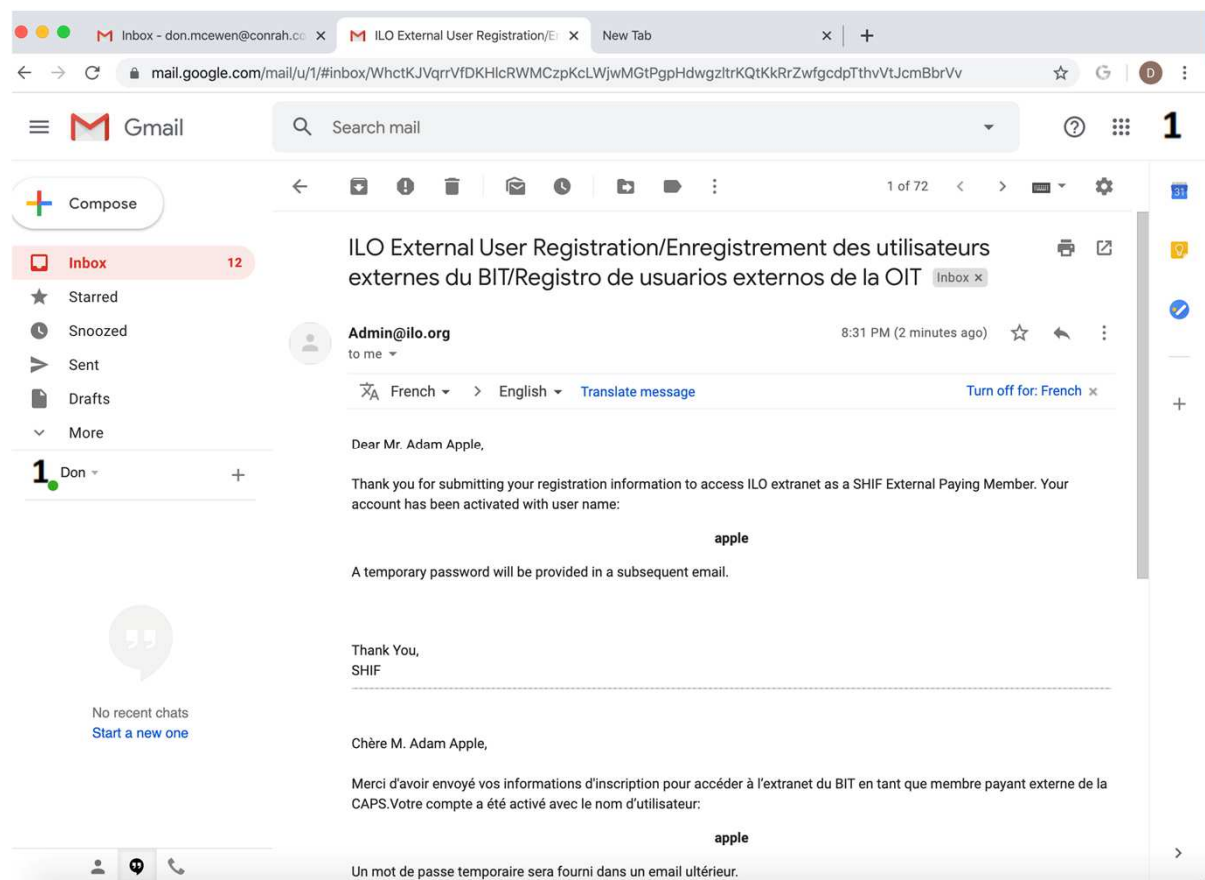 Inbox - don.mcewen@conrah.co
ILO External User Registration/E
New Tab
mail.google.com/mail/u/1/#inbox/WhctKJVqrrVfDKHlcRWMCzpKcLWjwMGtPgpHdwgzltrKQtKkRrZwfgcdpTthvVtJcmBbrVv
G
D
Gmail
Search mail
1
1 of 72
31
Compose
Inbox 12
Starred
Snoozed
Sent
Drafts
More
1 Don
No recent chats
Start a new one
ILO External User Registration/Enregistrement des utilisateurs
externes du BIT/Registro de usuarios externos de la OIT Inbox x
Admin@ilo.org 8:31 PM (2 minutes ago)
to me
French > English Translate message Turn off for: French x
Dear Mr. Adam Apple,
Thank you for submitting your registration information to access ILO extranet as a SHIF External Paying Member. Your
account has been activated with user name:
apple
A temporary password will be provided in a subsequent email.
Thank You,
SHIF
Chère M. Adam Apple,
Merci d'avoir envoyé vos informations d'inscription pour accéder à l'extranet du BIT en tant que membre payant externe de la
CAPS.Votre compte a été activé avec le nom d'utilisateur:
apple
Un mot de passe temporaire sera fourni dans un email ultérieur.